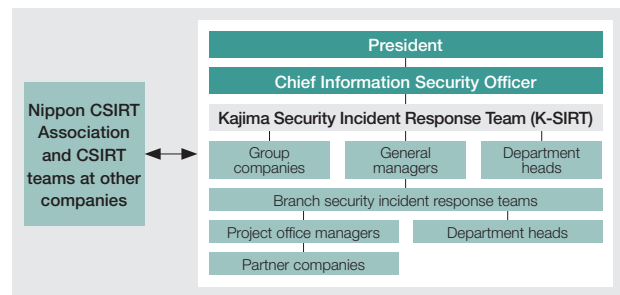 President
Chief Information Security Officer
Nippon CSIRT
Association
and CSIRT
teams at other
companies
Kajima Security Incident Response Team (K-SIRT)
Group
companies
General
managers
Department
heads
Branch security incident response teams
Project office managers
Department heads
Partner companies